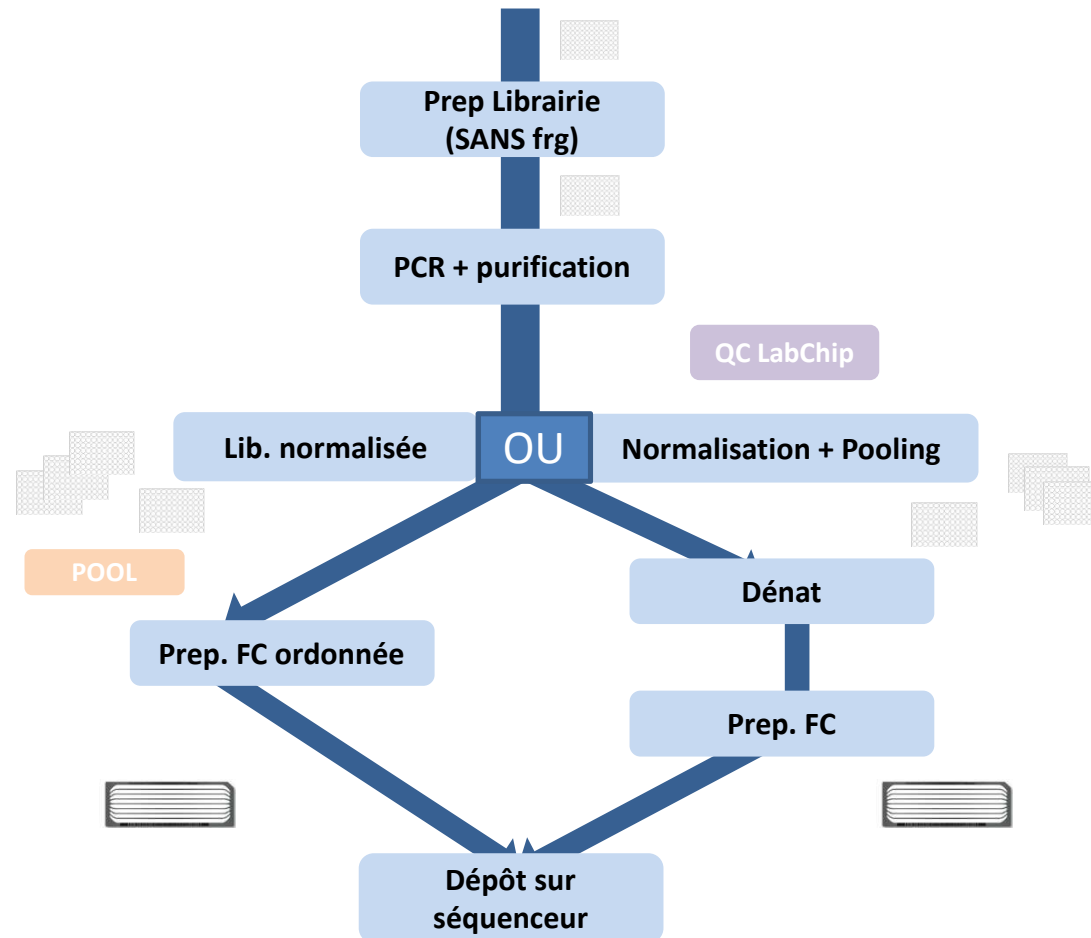 Prep Librairie
(SANS frg)
PCR + purification
QC LabChip
Lib. normalisée
OU
Normalisation + Pooling
POOL
Dénat
Prep. FC ordonnée
Prep. FC
Dépôt sur
séquenceur